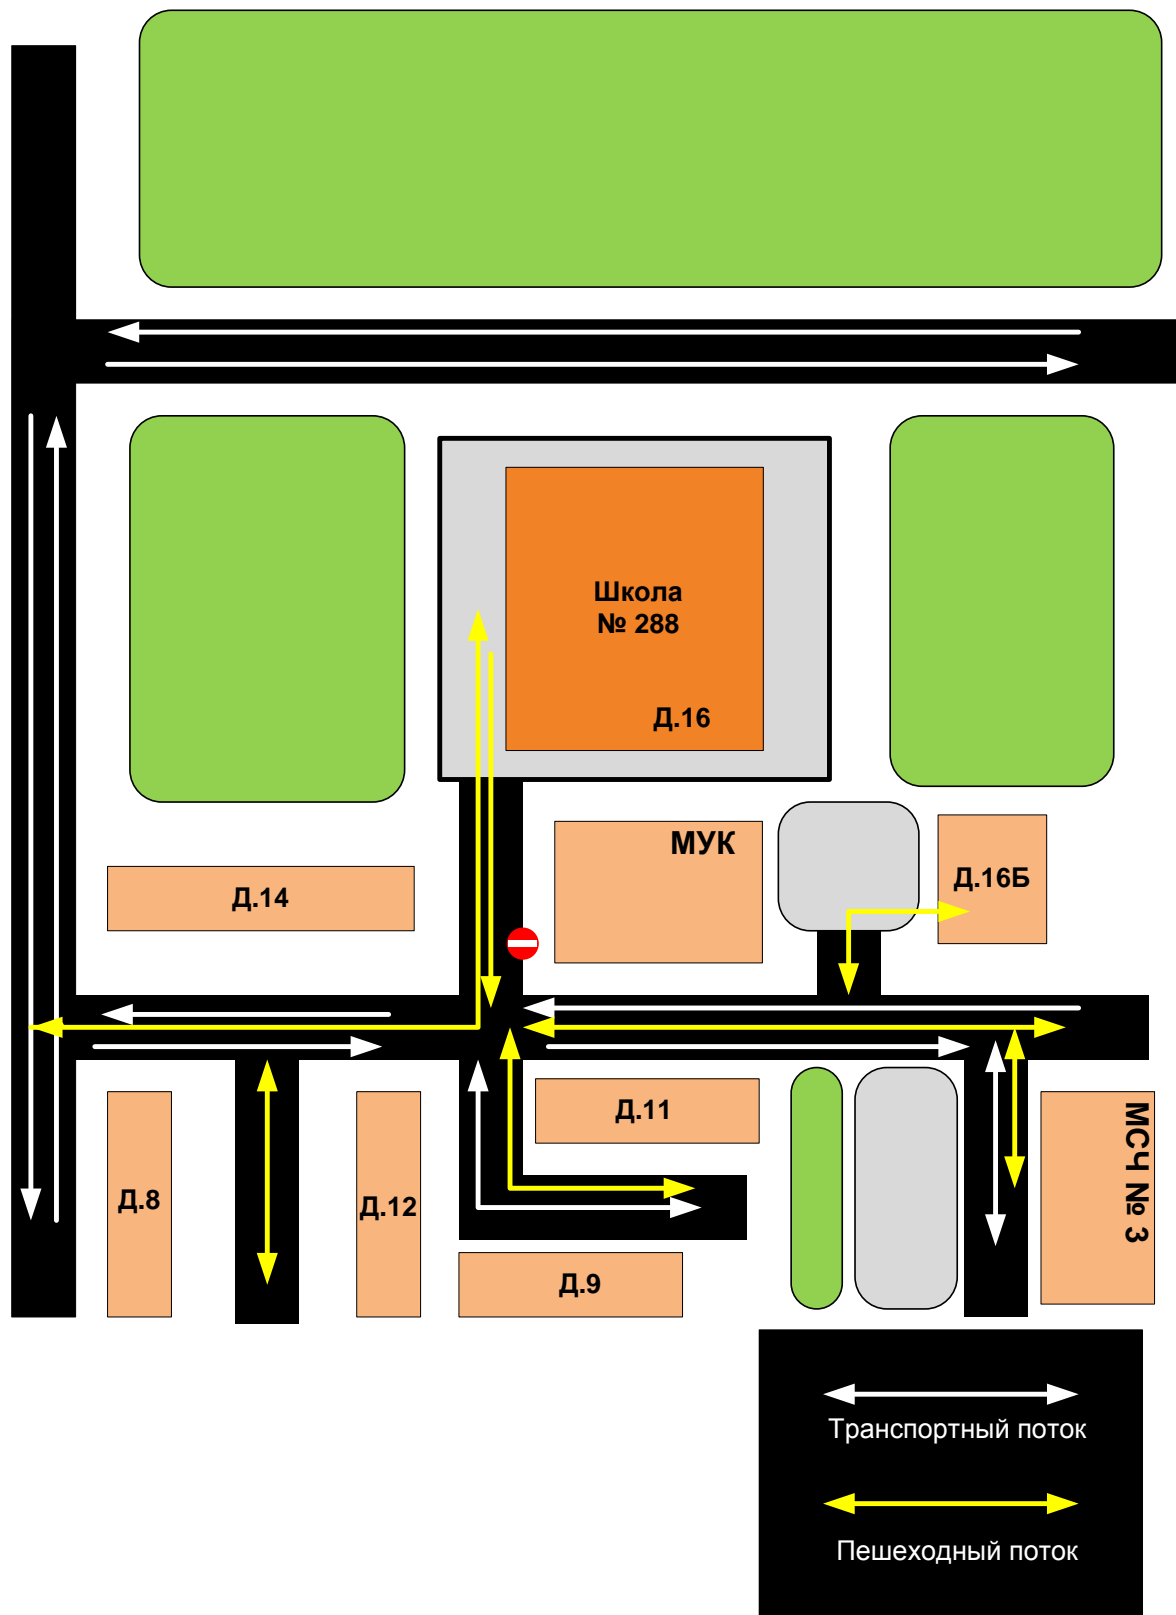 Школа
№ 288
Д.16
МУК
Д.14
Д.16Б
Д.11
МСЧ № 3
Д.8
Д.12
Д.9
Транспортный поток
Пешеходный поток